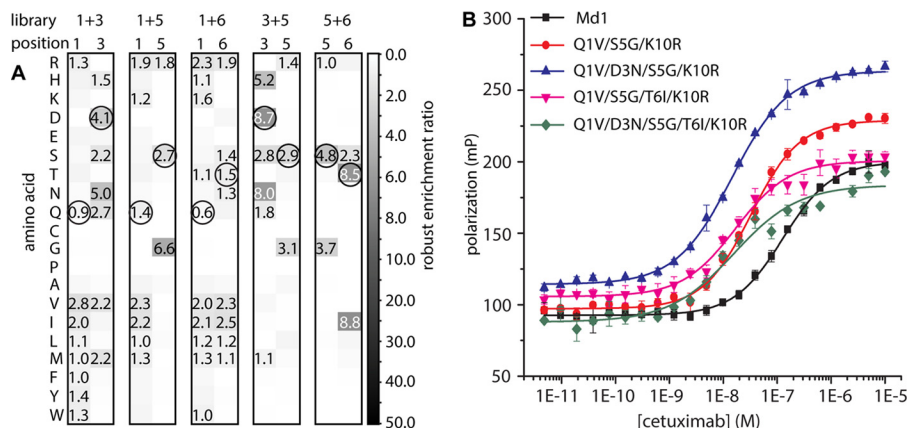 library 1+3 1+5 1+6 3+5 5+6
position 1 3 1 5 1 6 3 5 5 6
A
R 1.3 1.9 1.8 2.3 1.9 1.4 1.0
H 1.5 1.1 5.2
K 1.2 1.6
D 4.1 8.7
E
S 2.2 2.7 1.4 2.8 2.9 4.8 2.3
T 1.1 1.5 8.5
N 5.0 1.3 8.0
Q 0.9 2.7 1.4 0.6 1.8
C
G 6.6 3.1 3.7
P
A
V 2.8 2.2 2.3 2.0 2.3
I 2.0 2.2 2.1 2.5 8.8
L 1.1 1.0 1.2 1.2
M 1.0 2.2 1.3 1.3 1.1 1.1
F 1.0
Y 1.4
W 1.3 1.0
amino acid
0.0
2.0
4.0
6.0
8.0
10.0
20.0
30.0
40.0
50.0
robust enrichment ratio
B
Md1
Q1V/S5G/K10R
Q1V/D3N/S5G/K10R
Q1V/S5G/T6I/K10R
Q1V/D3N/S5G/T6I/K10R
300
250
200
150
100
50
polarization (mP)
1E-11 1E-10 1E-9 1E-8 1E-7 1E-6 1E-5
[cetuximab] (M)